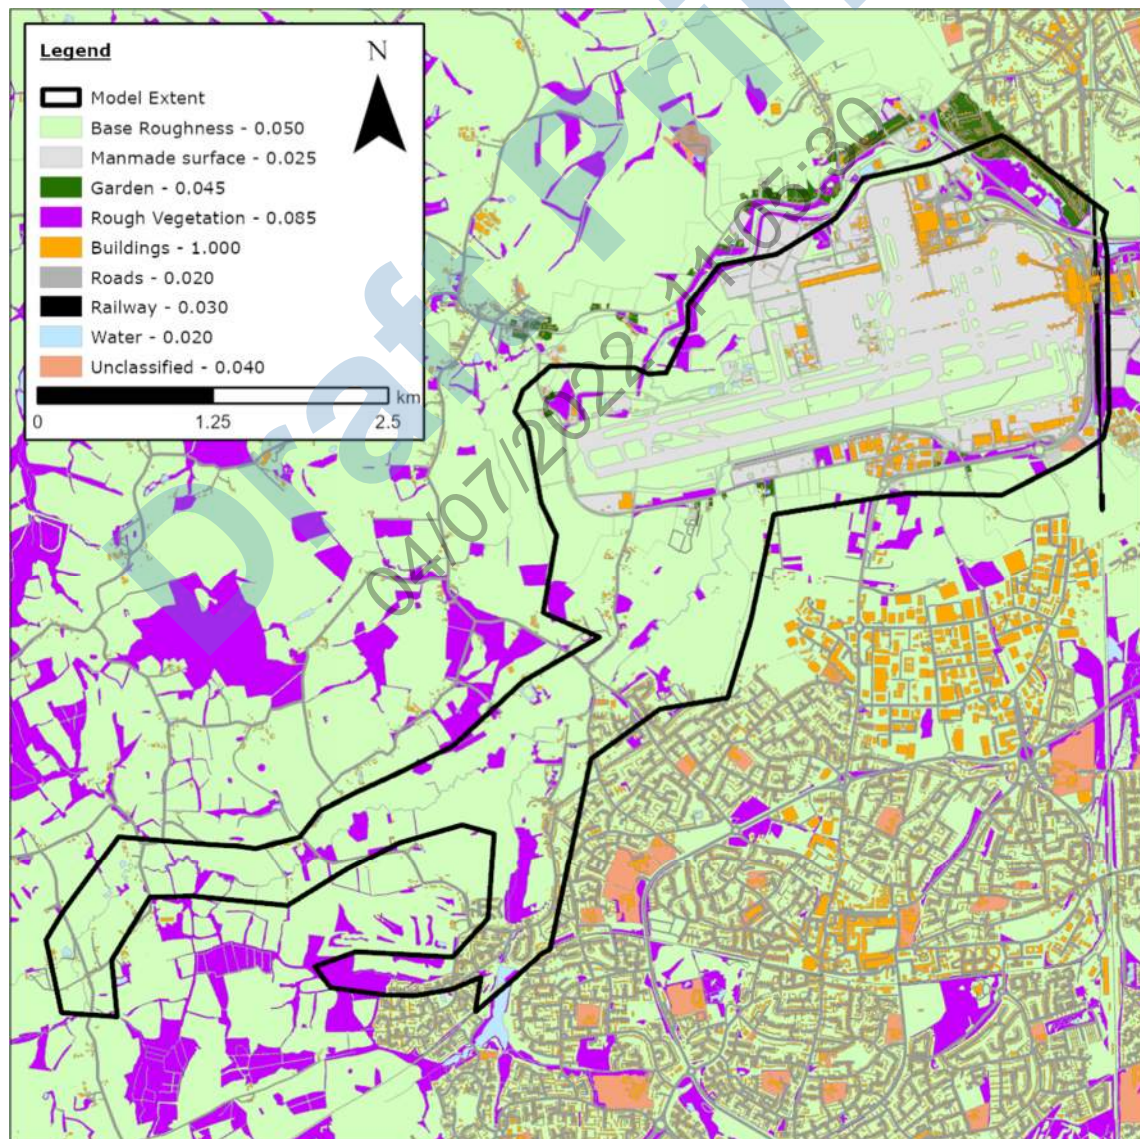 Legend
N
Model Extent
Base Roughness - 0.050
Manmade surface - 0.025
Garden - 0.045
Rough Vegetation - 0.085
Buildings - 1.000
Roads - 0.020
Railway - 0.030
Water - 0.020
Unclassified - 0.040
km
0 1.25 2.5
Draft Prin
04/07/2022 11:05:30